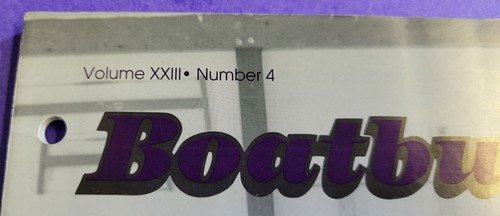 Volume XXIII• Number 4
Boatbu